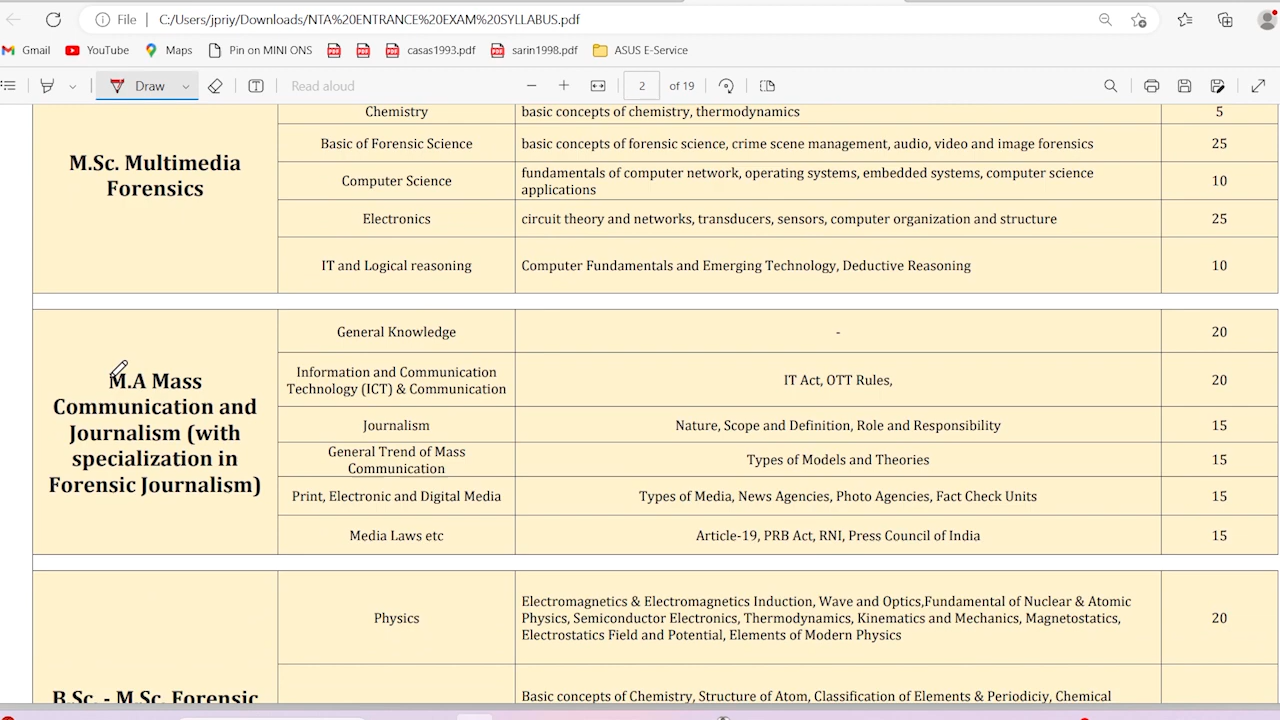 File
C:/Users/jpriy/Downloads/NTA%20ENTRANCE%20EXAM%20SYLLABUS.pdf
Gmail
YouTube
Maps
Pin on MINI ONS
casas1993.pdf
sarin1998.pdf
ASUS E-Service
Draw
Read aloud
2
of 19
Chemistry
basic concepts of chemistry, thermodynamics
5
M.Sc. Multimedia
Forensics
Basic of Forensic Science
basic concepts of forensic science, crime scene management, audio, video and image forensics
25
Computer Science
fundamentals of computer network, operating systems, embedded systems, computer science
applications
10
Electronics
circuit theory and networks, transducers, sensors, computer organization and structure
25
IT and Logical reasoning
Computer Fundamentals and Emerging Technology, Deductive Reasoning
10
M.A Mass
Communication and
Journalism (with
specialization in
Forensic Journalism)
General Knowledge
-
20
Information and Communication
Technology (ICT) & Communication
IT Act, OTT Rules,
20
Journalism
Nature, Scope and Definition, Role and Responsibility
15
General Trend of Mass
Communication
Types of Models and Theories
15
Print, Electronic and Digital Media
Types of Media, News Agencies, Photo Agencies, Fact Check Units
15
Media Laws etc
Article-19, PRB Act, RNI, Press Council of India
15
B.Sc. - M.Sc. Forensic
Physics
Electromagnetics & Electromagnetics Induction, Wave and Optics,Fundamental of Nuclear & Atomic
Physics, Semiconductor Electronics, Thermodynamics, Kinematics and Mechanics, Magnetostatics,
Electrostatics Field and Potential, Elements of Modern Physics
20
Basic concepts of Chemistry, Structure of Atom, Classification of Elements & Periodiciy, Chemical